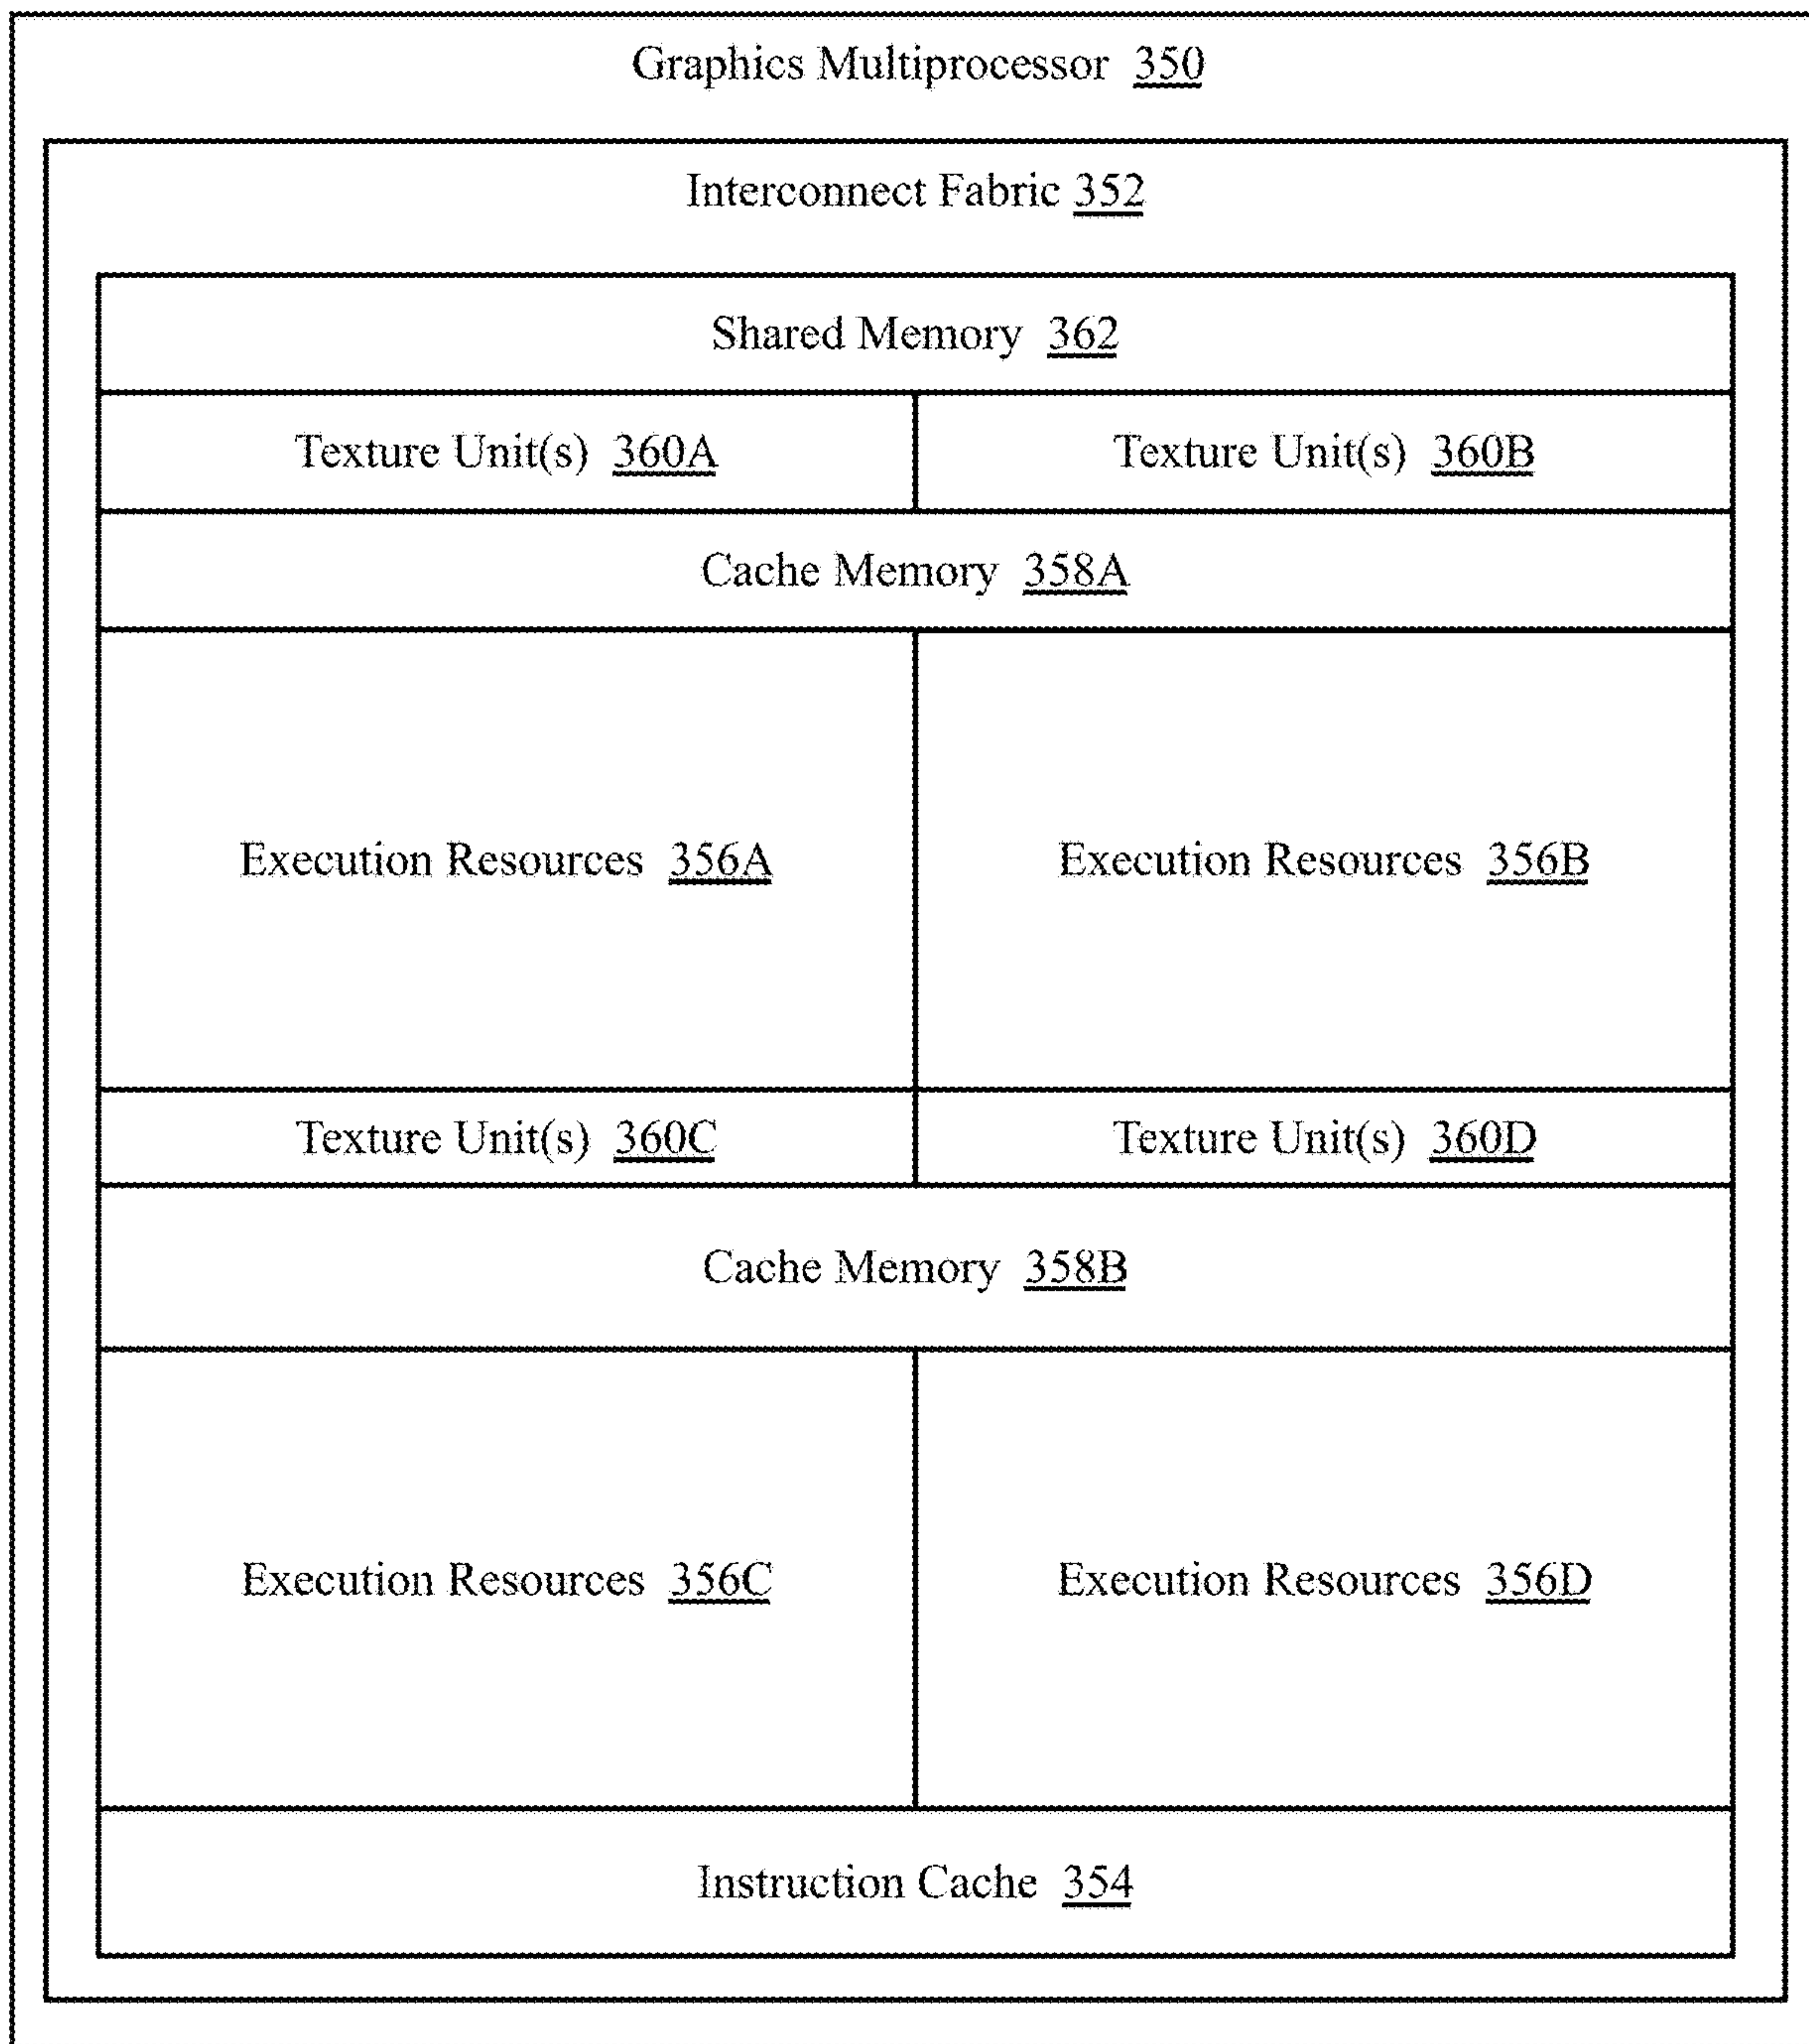 Graphics Multiprocessor 350
Interconnect Fabric 352
Shared Memory 362
Texture Unit(s) 360A
Texture Unit(s) 360B
Cache Memory 358A
Execution Resources 356A
Execution Resources 356B
Texture Unit(s) 360C
Texture Unit(s) 360D
Cache Memory 358B
Execution Resources 356C
Execution Resources 356D
Instruction Cache 354